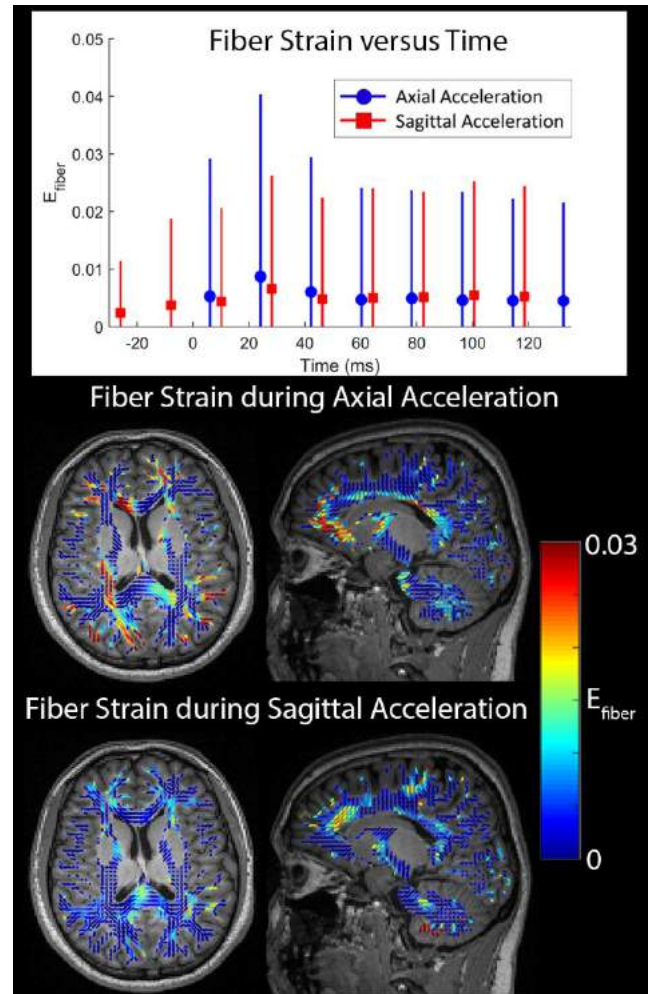 Fiber Strain versus Time
0.05
0.04
0.03
0.02
0.01
0
E_fiber
Axial Acceleration
Sagittal Acceleration
-20 0 20 40 60 80 100 120
Time (ms)
Fiber Strain during Axial Acceleration
0.03
E_fiber
0
Fiber Strain during Sagittal Acceleration